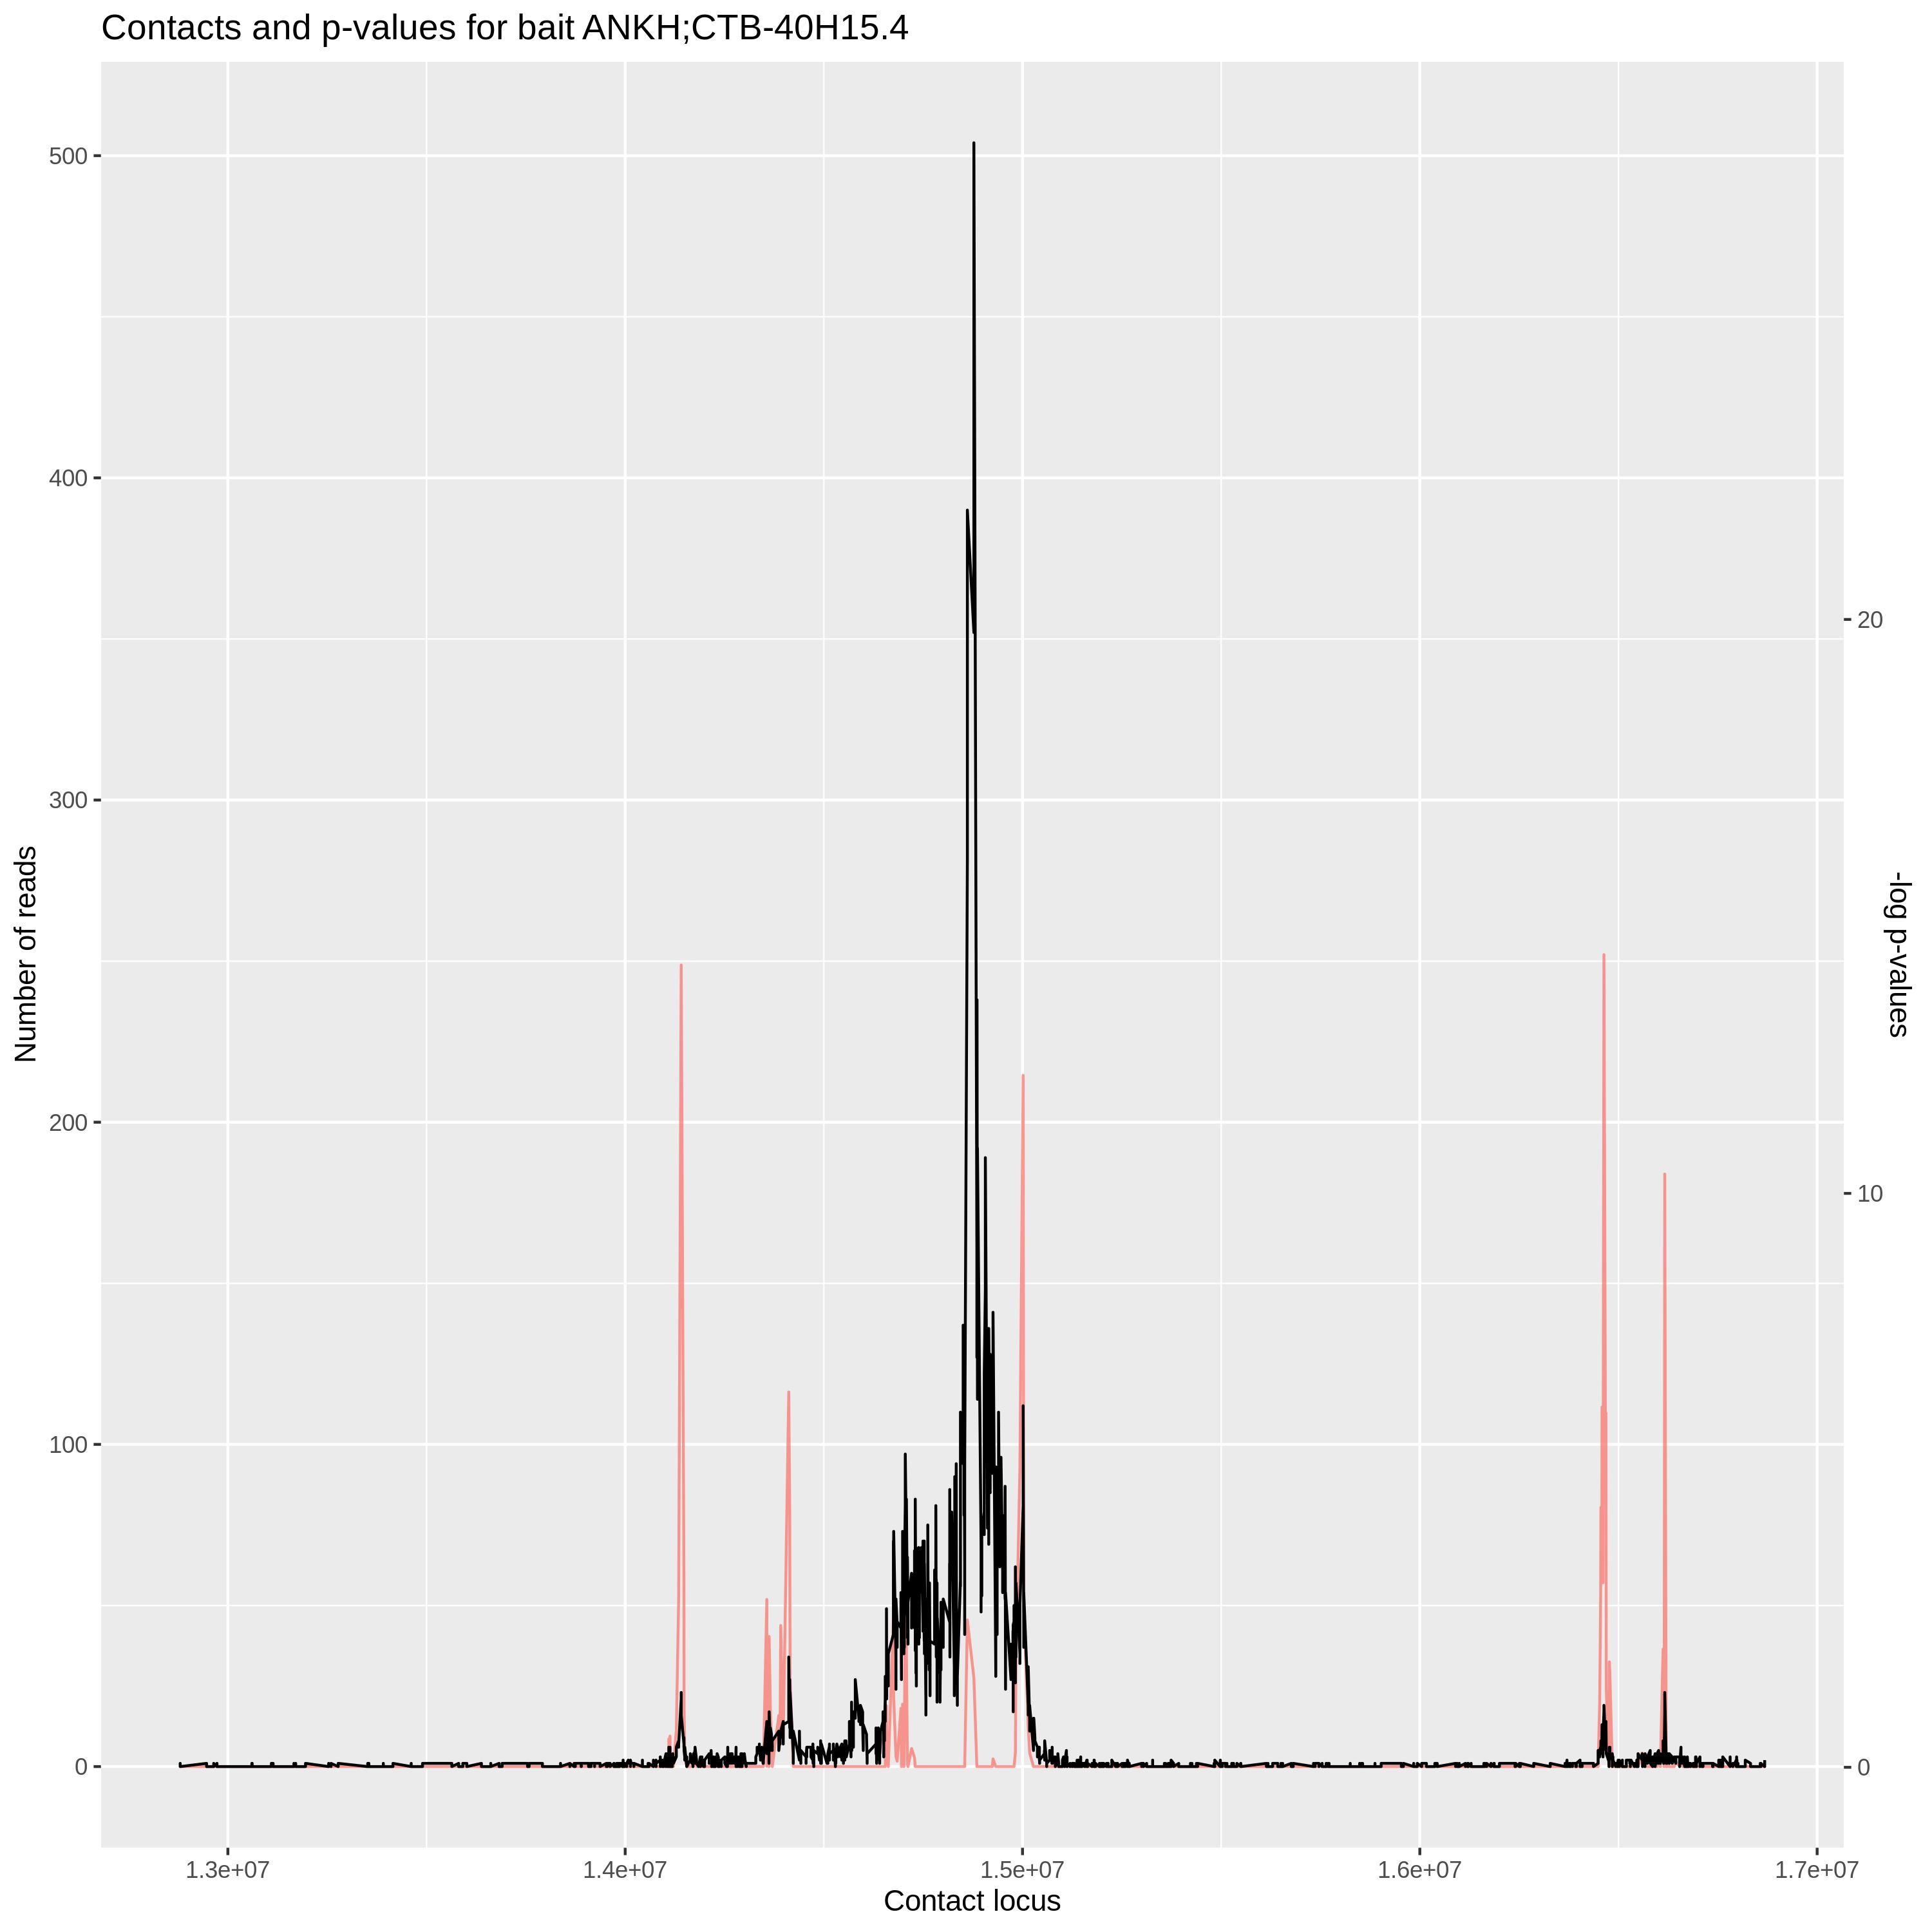 Contacts and p-values for bait ANKH;CTB-40H15.4
500
400
300
200
100
0
Number of reads
20
10
0
-log p-values
1.3e+07 1.4e+07 1.5e+07 1.6e+07 1.7e+07
Contact locus